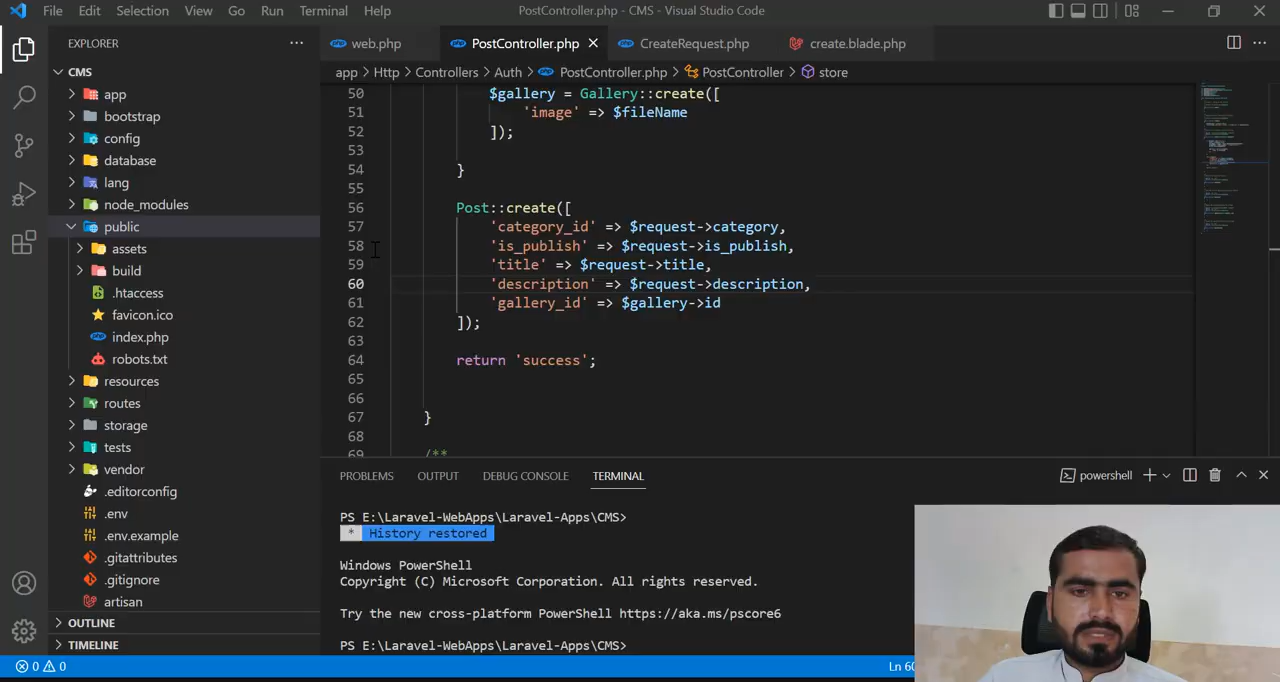 File Edit Selection View Go Run Terminal Help
PostController.php - CMS - Visual Studio Code
EXPLORER
CMS
app
bootstrap
config
database
lang
node_modules
public
assets
build
.htaccess
favicon.ico
index.php
robots.txt
resources
routes
storage
tests
vendor
.editorconfig
.env
.env.example
.gitattributes
.gitignore
artisan
OUTLINE
TIMELINE
web.php PostController.php CreateRequest.php create.blade.php
app > Http > Controllers > Auth > PostController.php > PostController > store
50 $gallery = Gallery::create([
51 'image' => $fileName
52 ]);
53
54 }
55
56 Post::create([
57 'category_id' => $request->category,
58 'is_publish' => $request->is_publish,
59 'title' => $request->title,
60 'description' => $request->description,
61 'gallery_id' => $gallery->id
62 ]);
63
64 return 'success';
65
66
67 }
68
69 /**
PROBLEMS OUTPUT DEBUG CONSOLE TERMINAL
powershell
PS E:\Laravel-WebApps\Laravel-Apps\CMS>
* History restored
Windows PowerShell
Copyright (C) Microsoft Corporation. All rights reserved.
Try the new cross-platform PowerShell https://aka.ms/pscore6
PS E:\Laravel-WebApps\Laravel-Apps\CMS>
0 0
Ln 60